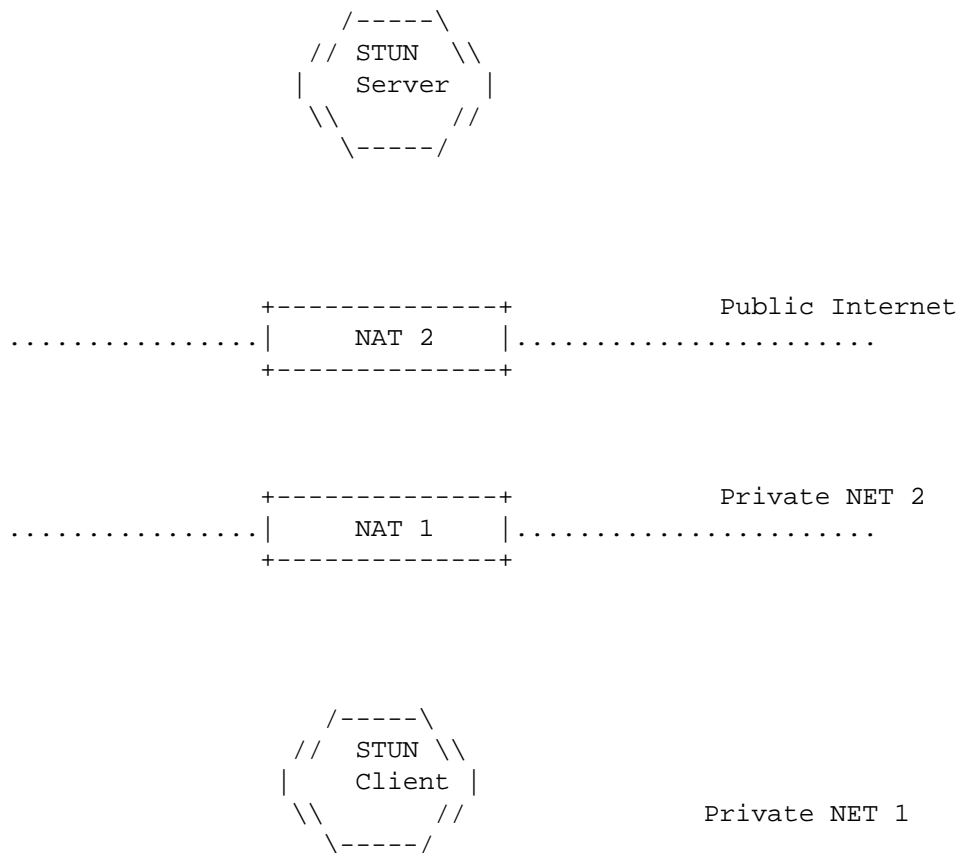 /-----\
// STUN \\
| Server |
\\ //
\-----/
+--------------+ Public Internet
................| NAT 2 |.......................
+--------------+
+--------------+ Private NET 2
................| NAT 1 |.......................
+--------------+
/-----\
// STUN \\
| Client |
\\ // Private NET 1
\-----/